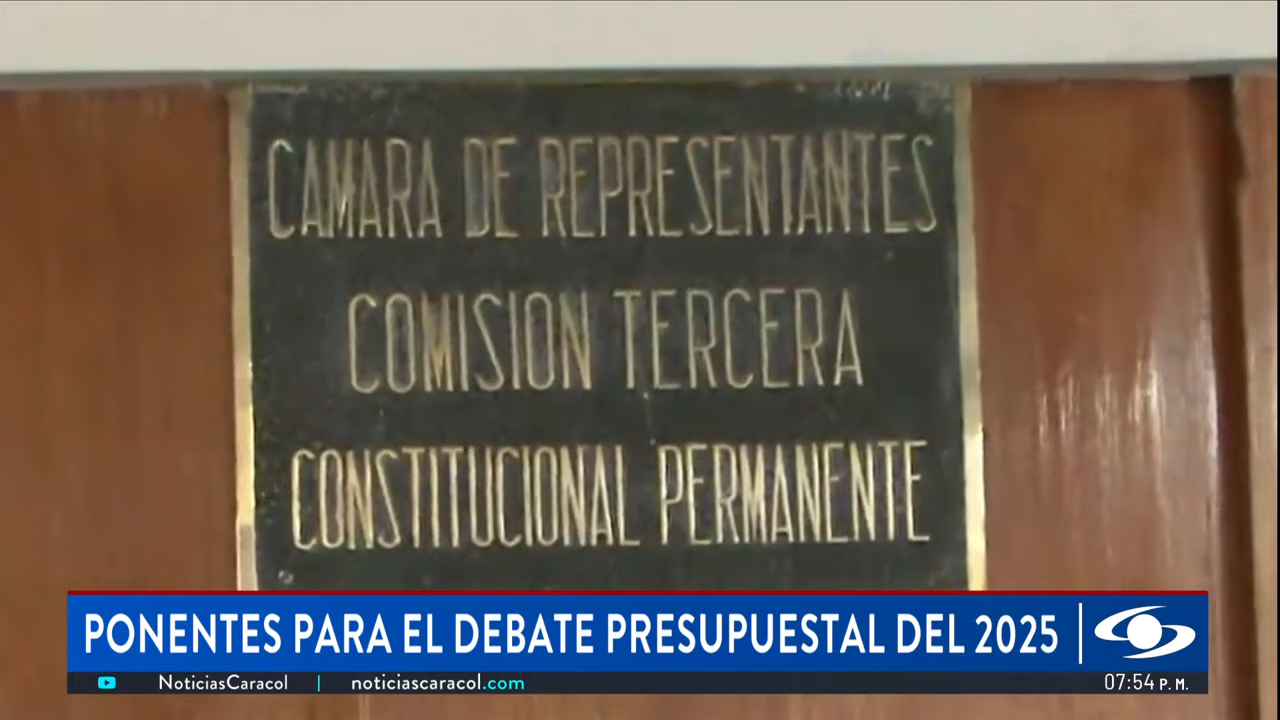 CAMARA DE REPRESENTANTES
COMISION TERCERA
CONSTITUCIONAL PERMANENTE
PONENTES PARA EL DEBATE PRESUPUESTAL DEL 2025
NoticiasCaracol | noticiascaracol.com 07:54 P. M.